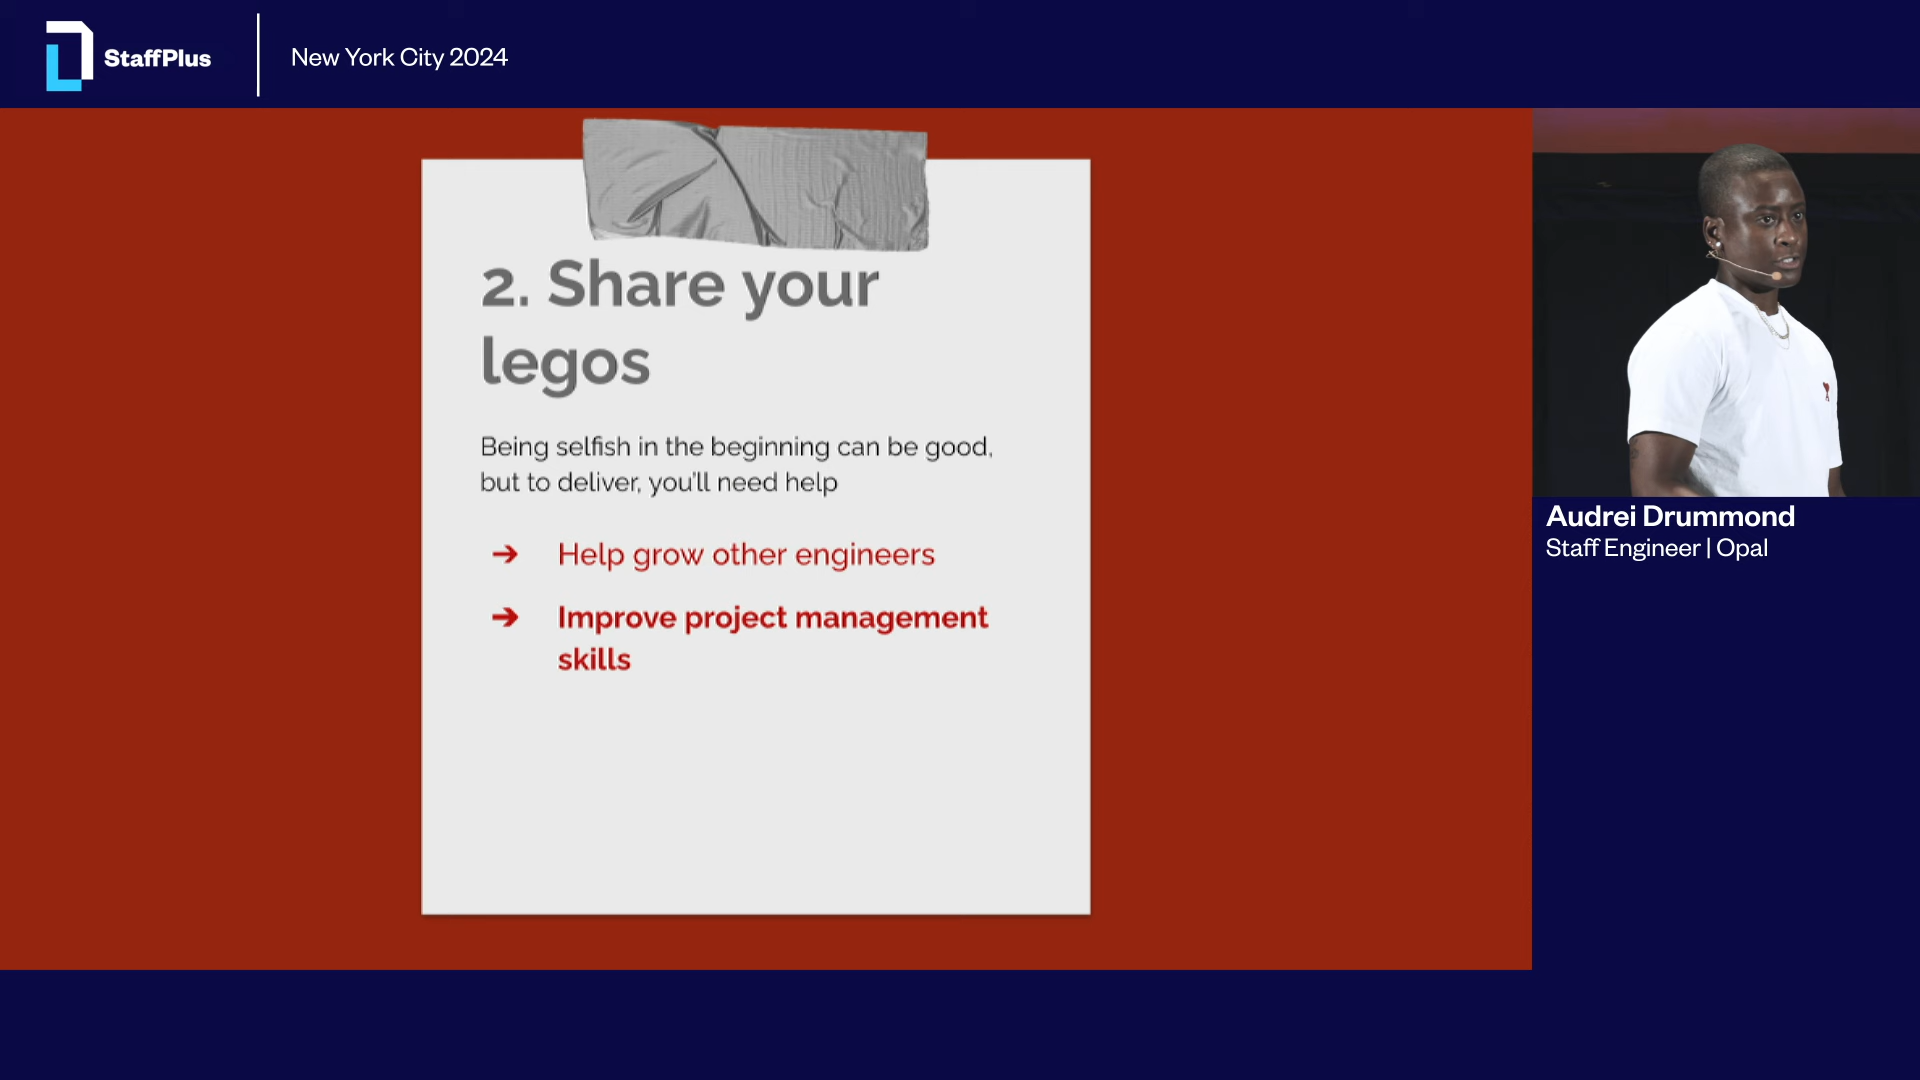 StaffPlus
New York City 2024
2. Share your
legos
Being selfish in the beginning can be good,
but to deliver, you'll need help
➔ Help grow other engineers
➔ Improve project management
skills
Audrei Drummond
Staff Engineer | Opal